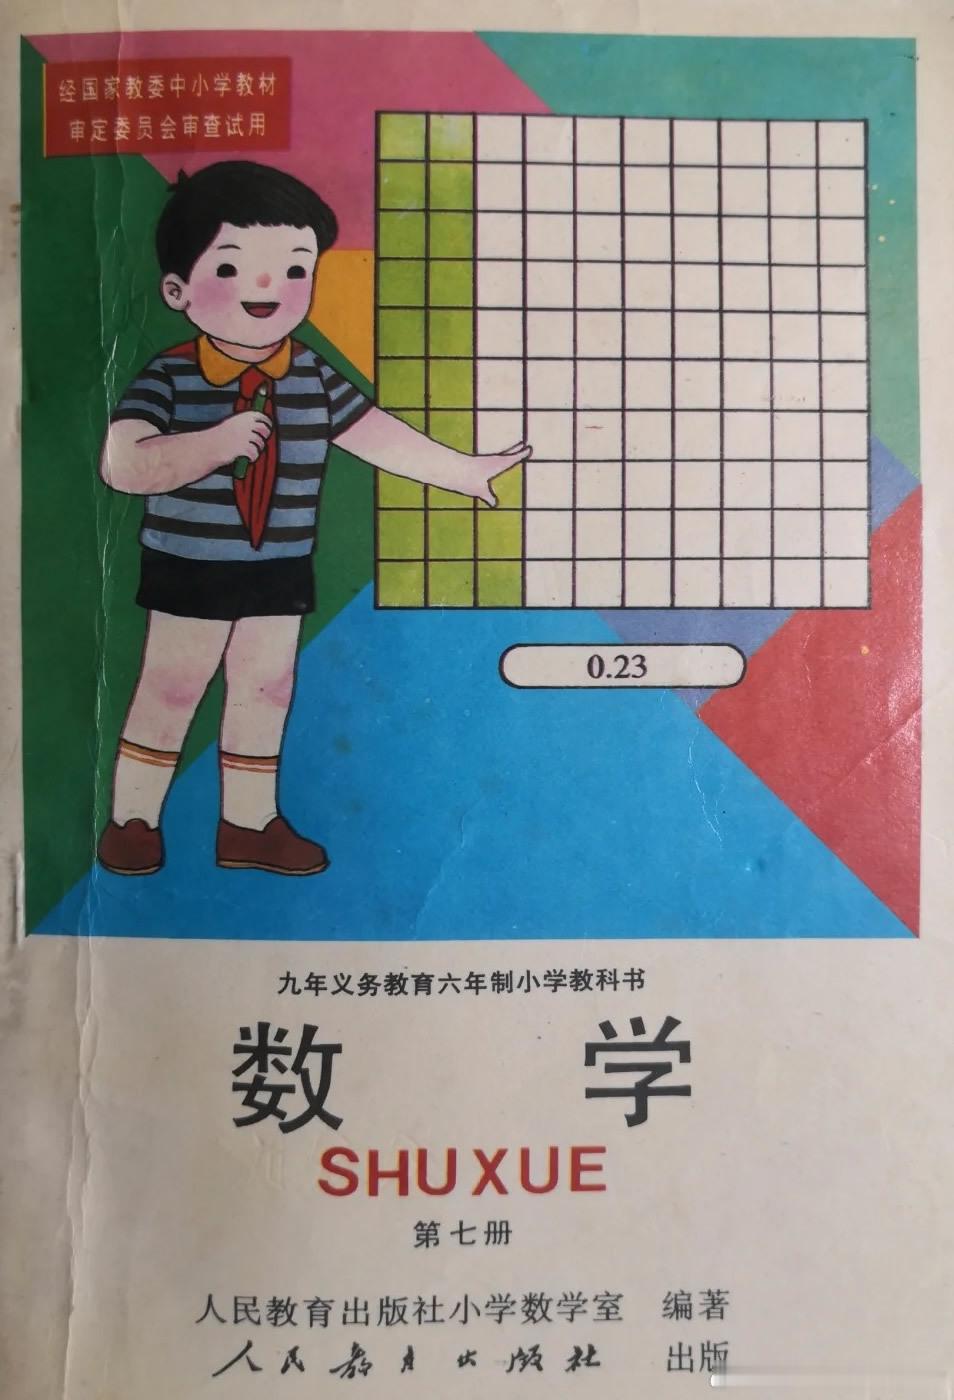 经国家教委中小学教材
审定委员会审查试用
0.23
九年义务教育六年制小学教科书
数学
SHUXUE
第七册
人民教育出版社小学数学室 编著
人民教育出版社 出版